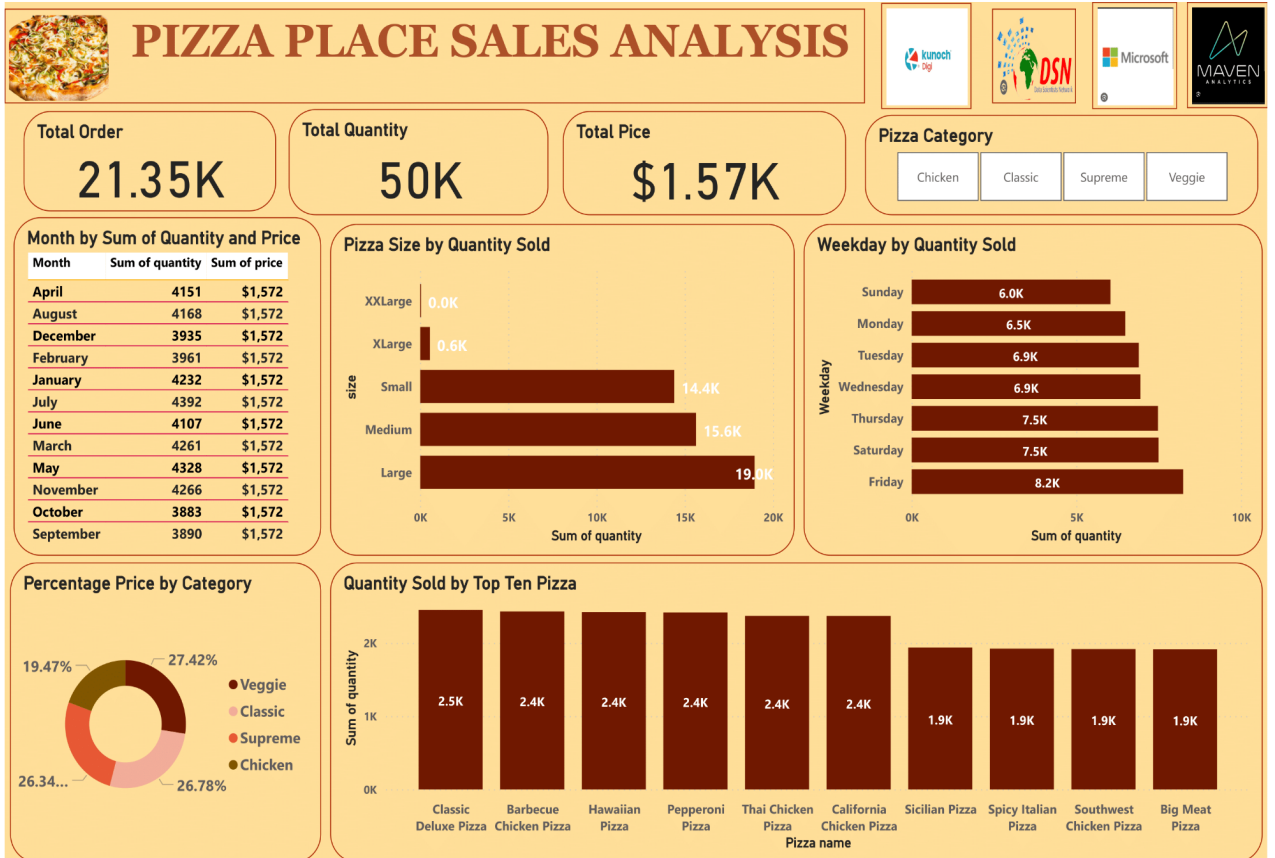 PIZZA PLACE SALES ANALYSIS
kunoch
Digi
DSN
Microsoft
MAVEN
ANALYTICS
Total Order
21.35K
Total Quantity
50K
Total Pice
$1.57K
Pizza Category
Chicken Classic Supreme Veggie
Month by Sum of Quantity and Price
Month Sum of quantity Sum of price
April 4151 $1,572
August 4168 $1,572
December 3935 $1,572
February 3961 $1,572
January 4232 $1,572
July 4392 $1,572
June 4107 $1,572
March 4261 $1,572
May 4328 $1,572
November 4266 $1,572
October 3883 $1,572
September 3890 $1,572
Pizza Size by Quantity Sold
size
XXLarge 0.0K
XLarge 0.6K
Small 14.4K
Medium 15.6K
Large 19.0K
0K 5K 10K 15K 20K
Sum of quantity
Weekday by Quantity Sold
Weekday
Sunday 6.0K
Monday 6.5K
Tuesday 6.9K
Wednesday 6.9K
Thursday 7.5K
Saturday 7.5K
Friday 8.2K
0K 5K 10K
Sum of quantity
Percentage Price by Category
19.47%
27.42%
26.34...
26.78%
Veggie
Classic
Supreme
Chicken
Quantity Sold by Top Ten Pizza
Sum of quantity
2K
1K
0K
2.5K 2.4K 2.4K 2.4K 2.4K 2.4K 1.9K 1.9K 1.9K 1.9K
Classic Barbecue Hawaiian Pepperoni Thai Chicken California Sicilian Pizza Spicy Italian Southwest Big Meat
Deluxe Pizza Chicken Pizza Pizza Pizza Pizza Chicken Pizza Pizza Chicken Pizza Pizza
Pizza name